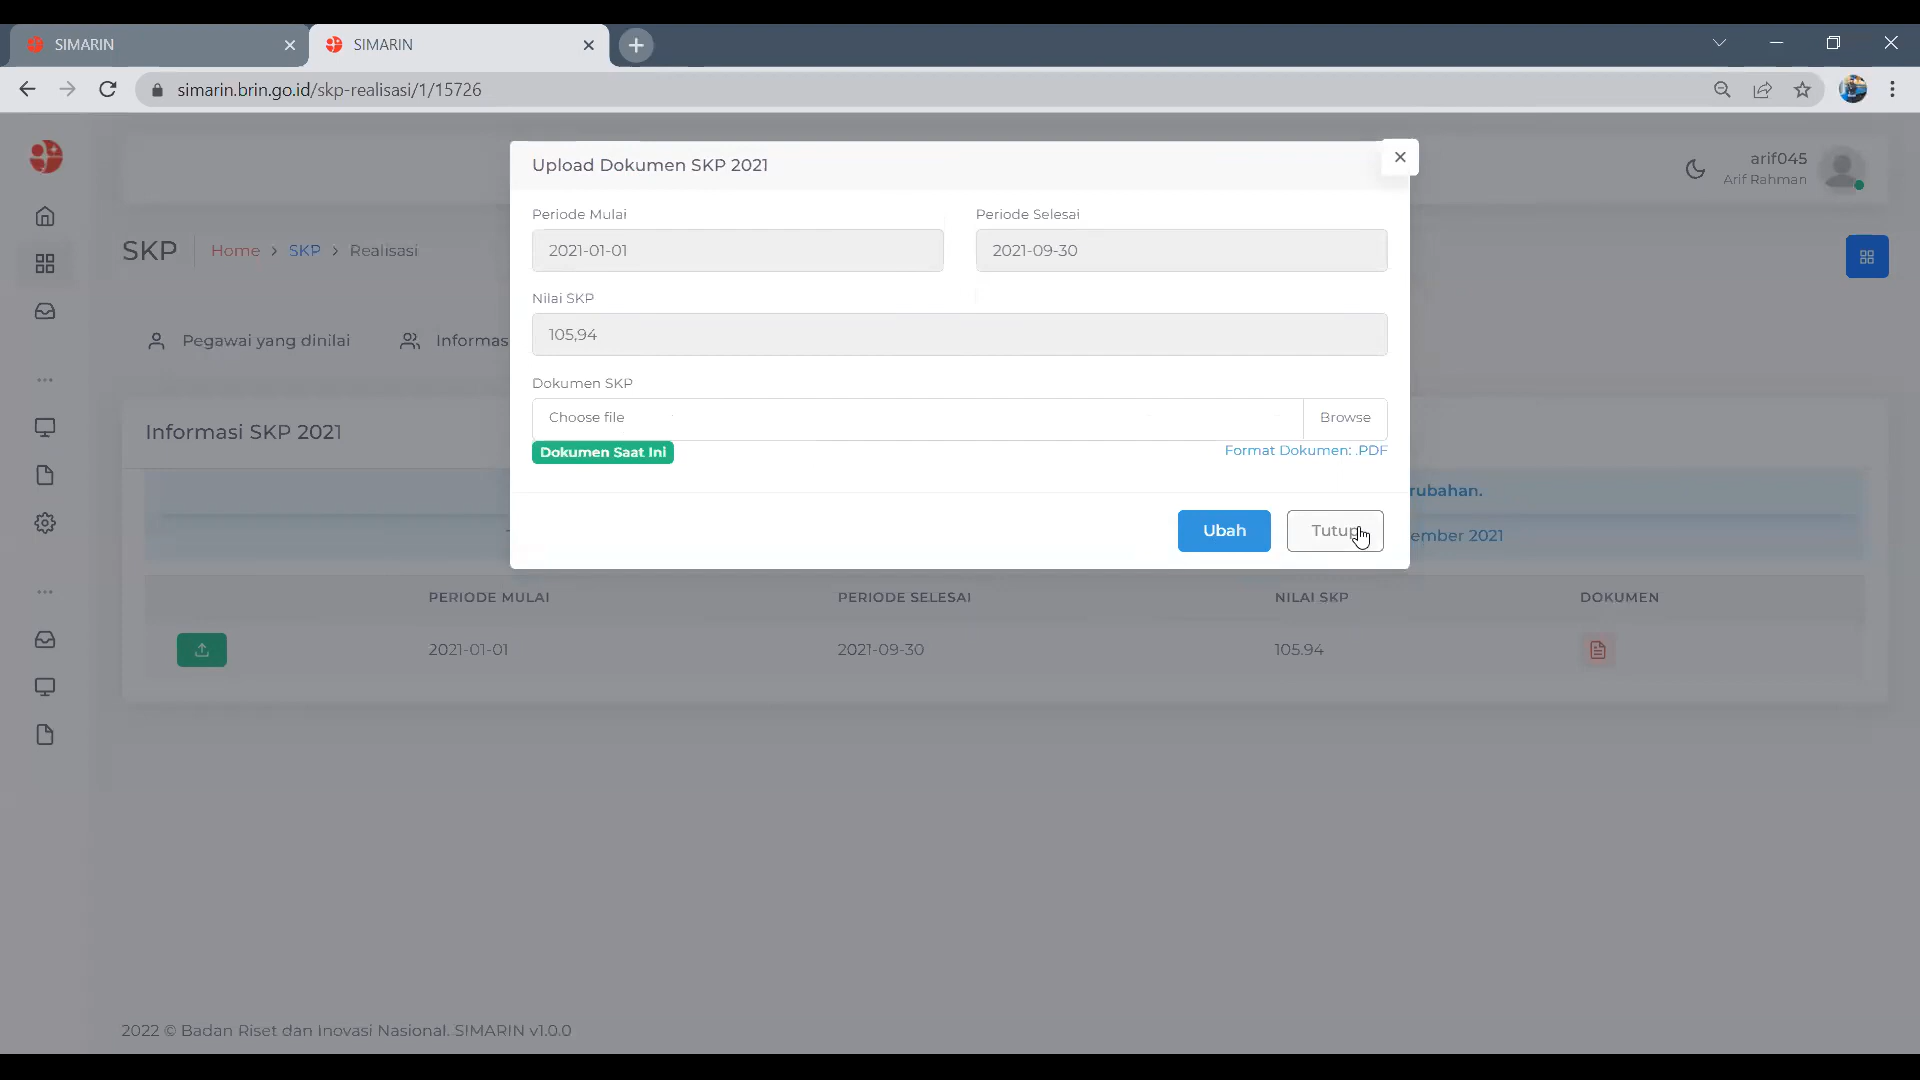 SIMARIN
SIMARIN
simarin.brin.go.id/skp-realisasi/1/15726
arif045
Arif Rahman
SKP
Home > SKP > Realisasi
Pegawai yang dinilai
Informas
Upload Dokumen SKP 2021
Periode Mulai
Periode Selesai
2021-01-01
2021-09-30
Nilai SKP
105,94
Dokumen SKP
Choose file
Browse
Dokumen Saat Ini
Format Dokumen: .PDF
Ubah
Tutup
Informasi SKP 2021
rubahan.
ember 2021
PERIODE MULAI
PERIODE SELESAI
NILAI SKP
DOKUMEN
2021-01-01
2021-09-30
105.94
2022 © Badan Riset dan Inovasi Nasional. SIMARIN v1.0.0